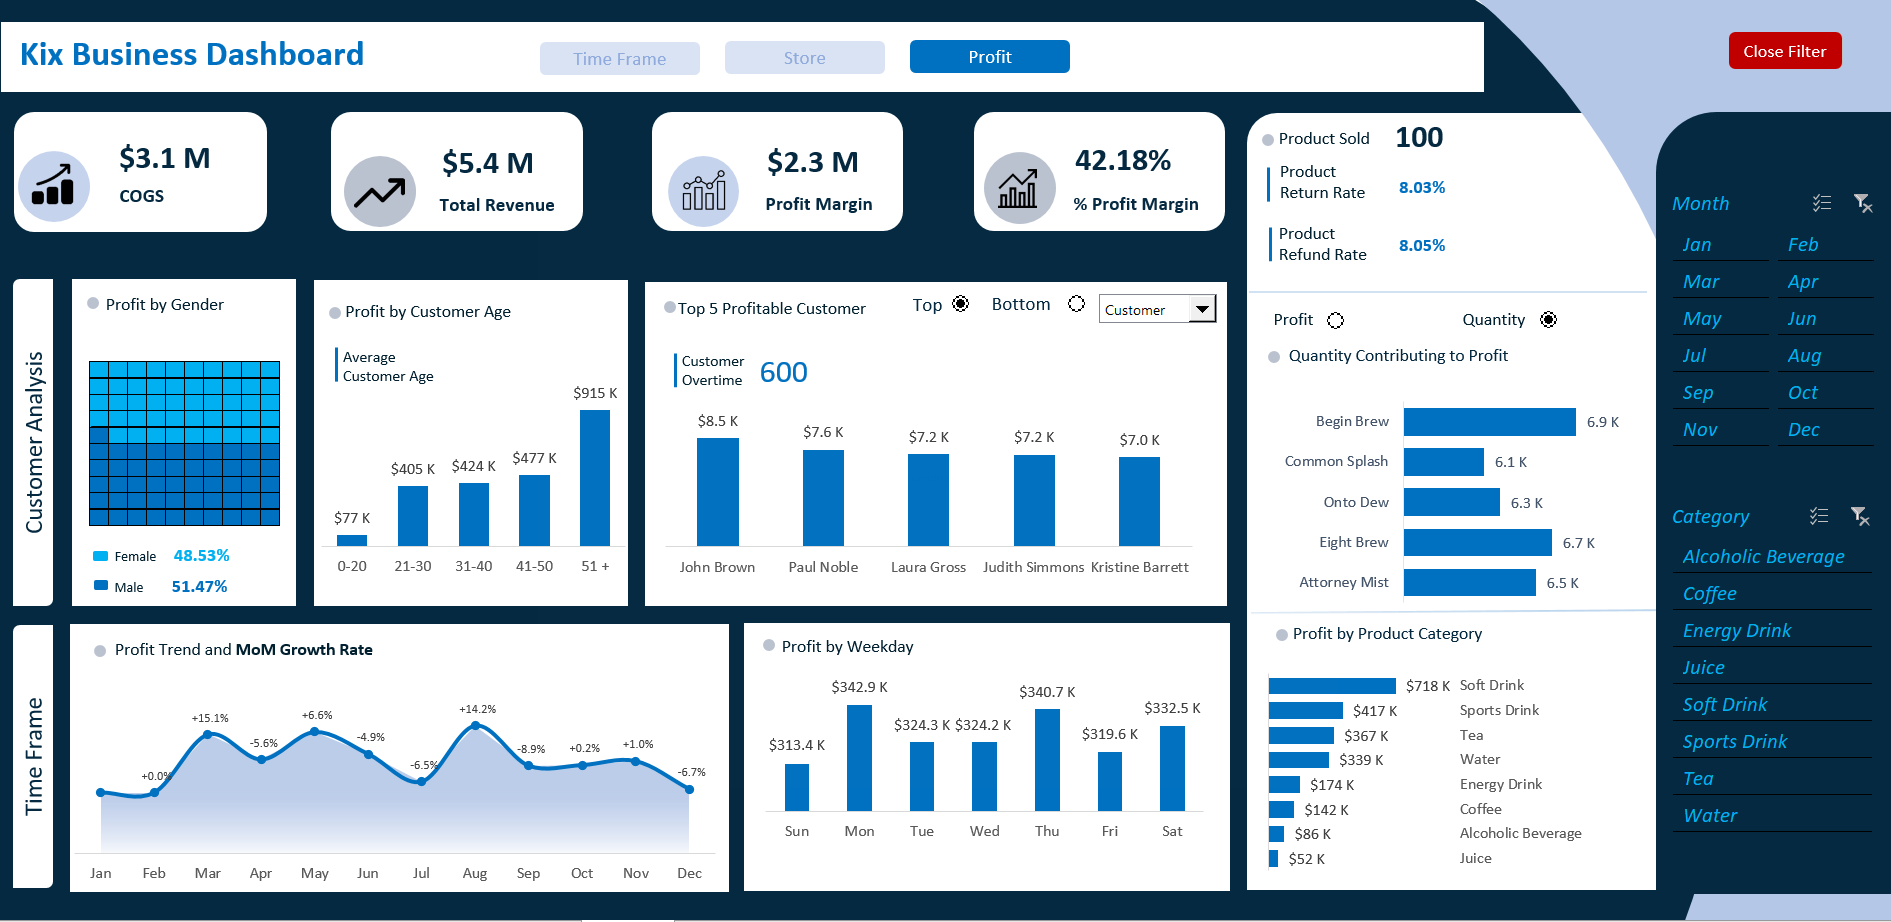 Kix Business Dashboard
Time Frame
Store
Profit
Close Filter
$3.1 M
COGS
$5.4 M
Total Revenue
$2.3 M
Profit Margin
42.18%
% Profit Margin
Product Sold 100
Product
Return Rate
8.03%
Product
Refund Rate
8.05%
Customer Analysis
Profit by Gender
Female 48.53%
Male 51.47%
Profit by Customer Age
Average
Customer Age
$77 K
$405 K
$424 K
$477 K
$915 K
0-20
21-30
31-40
41-50
51 +
Top 5 Profitable Customer
Top
Bottom
Customer
Customer
Overtime
600
$8.5 K
$7.6 K
$7.2 K
$7.2 K
$7.0 K
John Brown
Paul Noble
Laura Gross
Judith Simmons
Kristine Barrett
Profit
Quantity
Quantity Contributing to Profit
Begin Brew 6.9 K
Common Splash 6.1 K
Onto Dew 6.3 K
Eight Brew 6.7 K
Attorney Mist 6.5 K
Time Frame
Profit Trend and MoM Growth Rate
+0.0%
+15.1%
-5.6%
+6.6%
-4.9%
-6.5%
+14.2%
-8.9%
+0.2%
+1.0%
-6.7%
Jan
Feb
Mar
Apr
May
Jun
Jul
Aug
Sep
Oct
Nov
Dec
Profit by Weekday
$313.4 K
$342.9 K
$324.3 K
$324.2 K
$340.7 K
$319.6 K
$332.5 K
Sun
Mon
Tue
Wed
Thu
Fri
Sat
Profit by Product Category
$718 K Soft Drink
$417 K Sports Drink
$367 K Tea
$339 K Water
$174 K Energy Drink
$142 K Coffee
$86 K Alcoholic Beverage
$52 K Juice
Month
Jan
Feb
Mar
Apr
May
Jun
Jul
Aug
Sep
Oct
Nov
Dec
Category
Alcoholic Beverage
Coffee
Energy Drink
Juice
Soft Drink
Sports Drink
Tea
Water